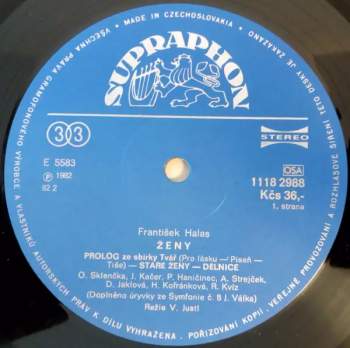 MADE IN CZECHOSLOVAKIA
VŠECHNA PRÁVA GRAMOFONOVÉHO VÝROBCE A VLASTNÍKŮ AUTORSKÝCH PRÁV K DÍLU VYHRAŽENA. POŘIZOVÁNÍ KOPIÍ, VEŘEJNÉ PROVOZOVÁNÍ A ROZHLASOVÉ ŠÍŘENÍ TÉTO DESKY JE ZAKÁZÁNO
SUPRAPHON
33
STEREO
E 5583
℗ 1982
82 2
OSA
1118 2988
Kčs 36,–
1. strana
František Halas
ŽENY
PROLOG ze sbírky Tvář (Pro lásku — Píseň —
Tiše) — STARÉ ŽENY — DĚLNICE
O. Sklenčka, I. Kačer, P. Haničinec, A. Strejček,
D. Jaklová, H. Kofránková, R. Kvíz
(Doplněno úryvky ze Symfonie č. 8 J. Války)
Režie V. Justl